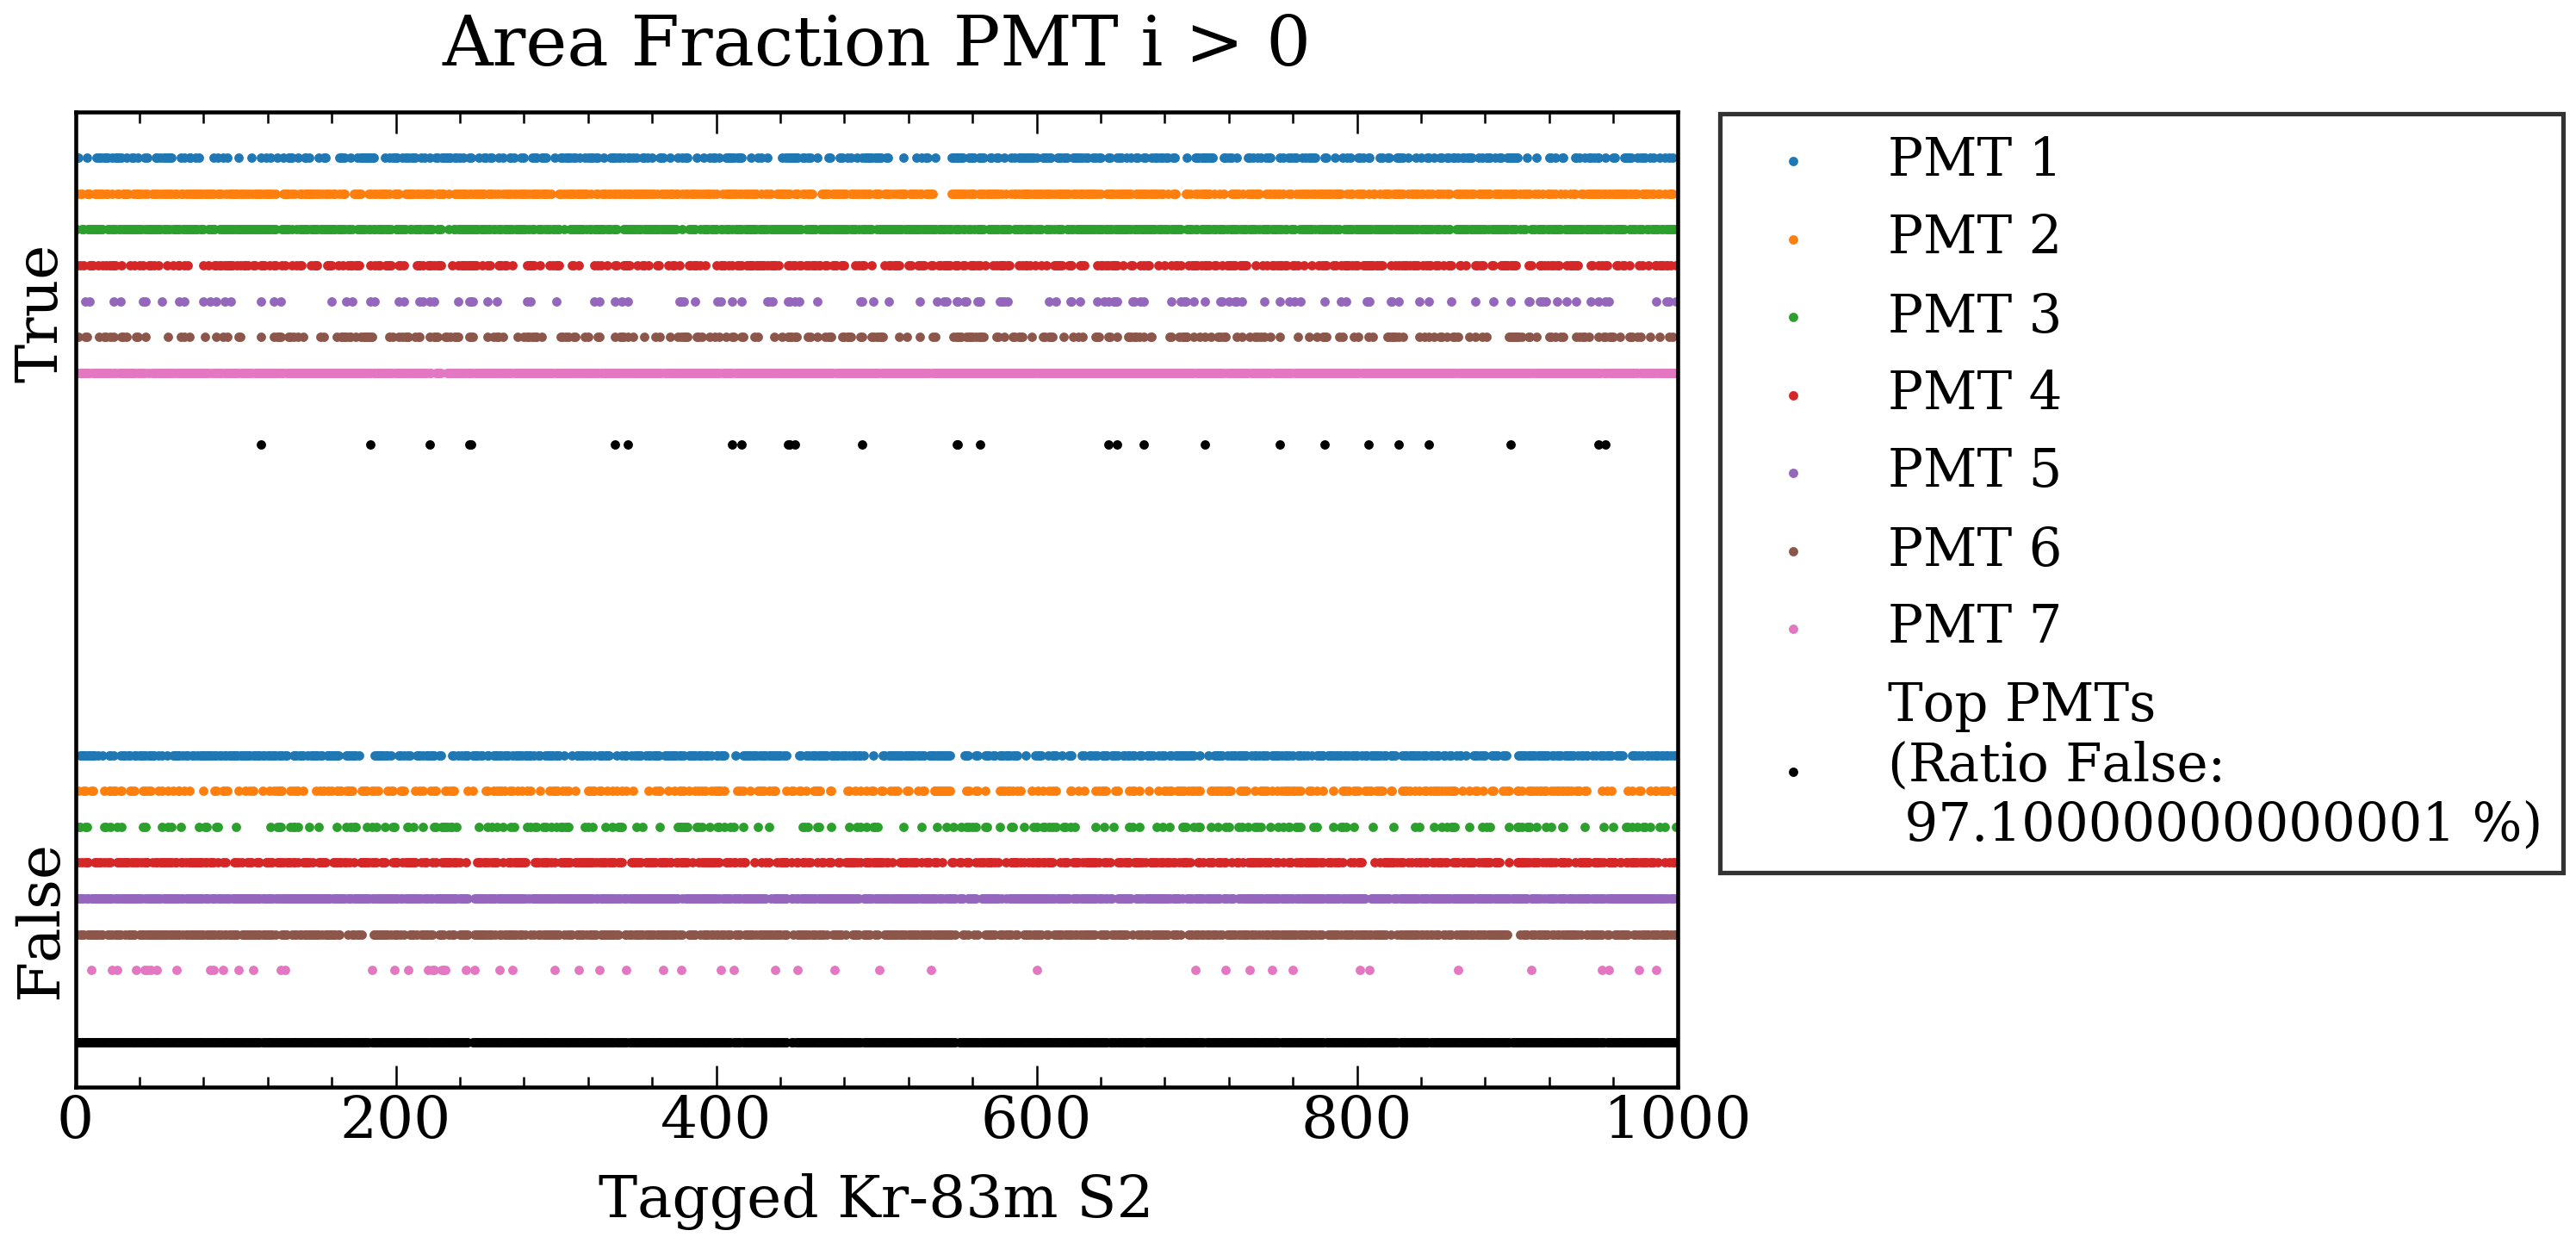 Area Fraction PMT i > 0
True
False
0 200 400 600 800 1000
Tagged Kr-83m S2
PMT 1
PMT 2
PMT 3
PMT 4
PMT 5
PMT 6
PMT 7
Top PMTs
(Ratio False:
97.10000000000001 %)